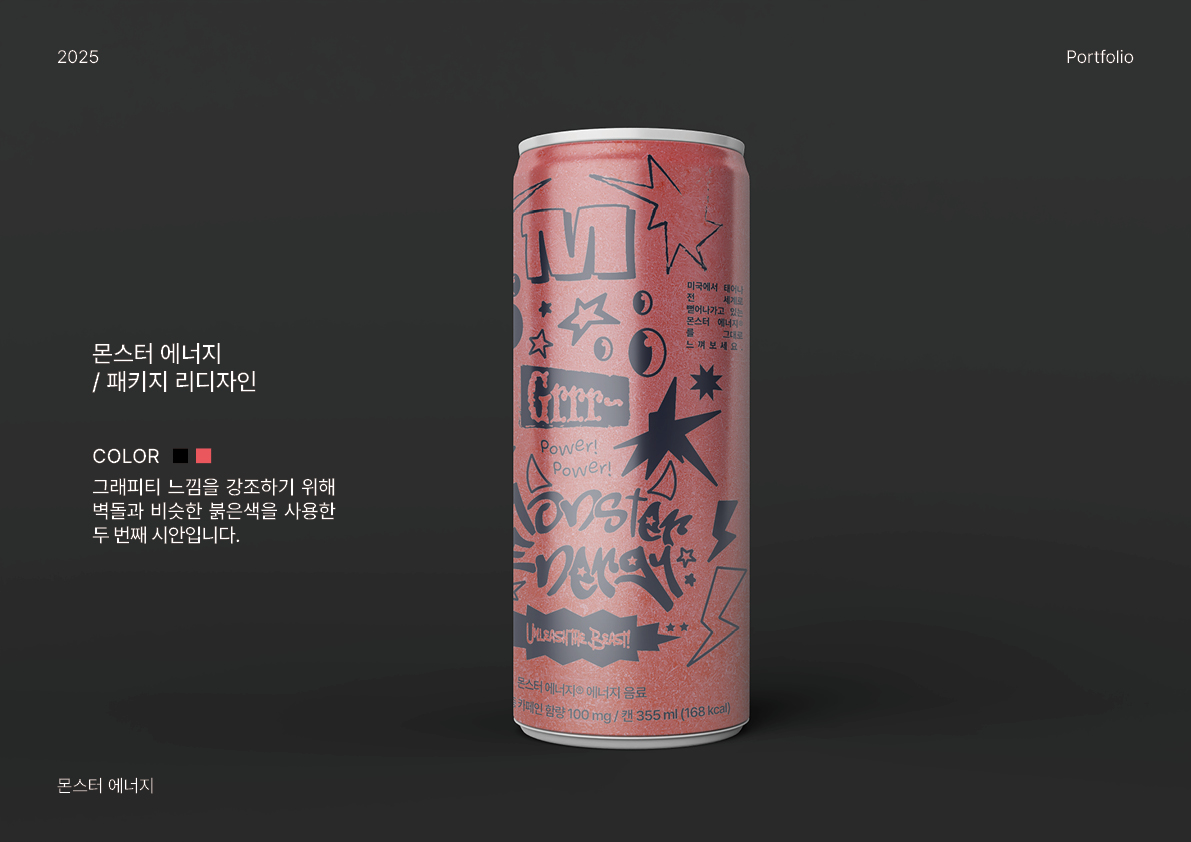 2025
Portfolio
몬스터 에너지
/ 패키지 리디자인
COLOR
그래피티 느낌을 강조하기 위해
벽돌과 비슷한 붉은색을 사용한
두 번째 시안입니다.
M
미국에서 태어나
전 세계로
뻗어나가고 있는
몬스터 에너지
를 그대로
느껴보세요.
Grrr~
Power!
Power!
Monster
Energy
UNLEASH THE BEAST!
몬스터 에너지® 에너지 음료
카페인 함량 100 mg / 캔 355 ml (168 kcal)
몬스터 에너지